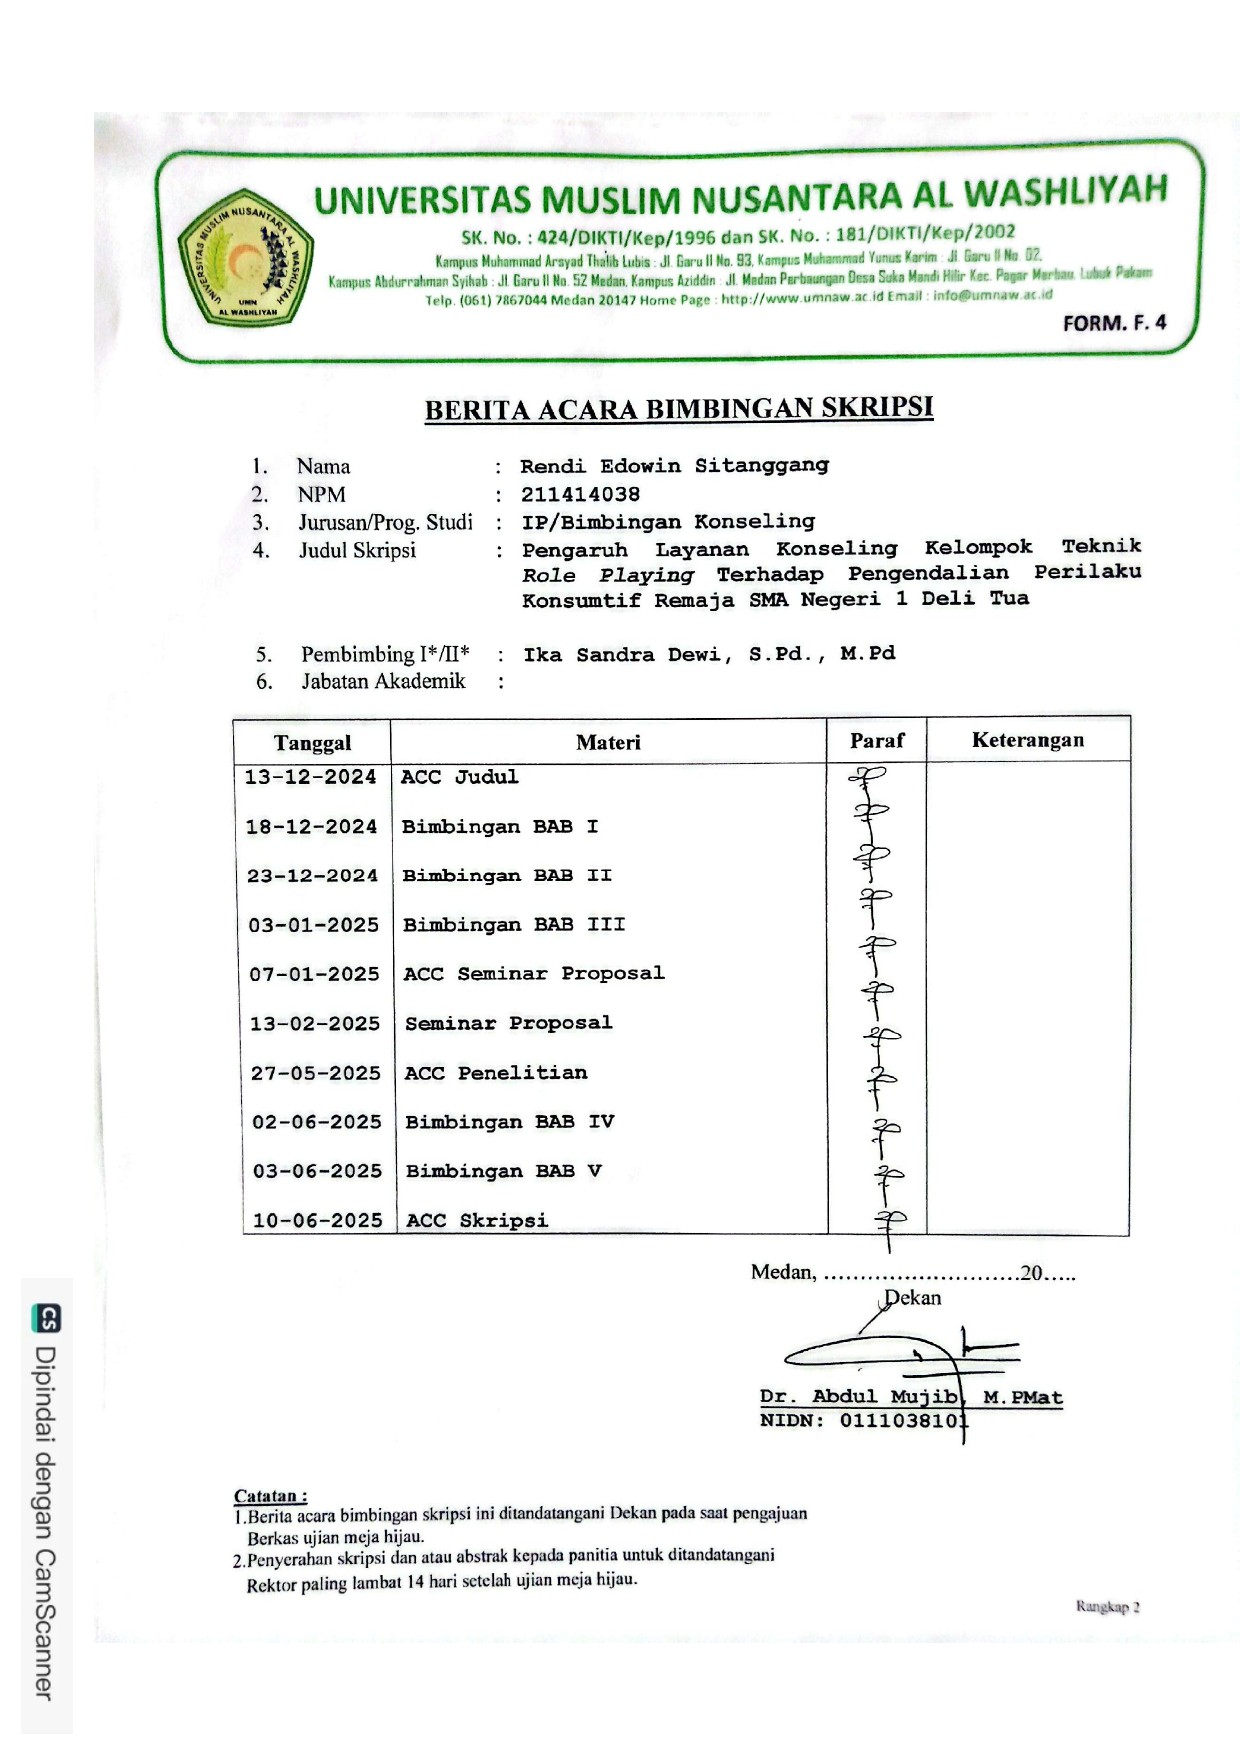 UNIVERSITAS MUSLIM NUSANTARA AL WASHLIYAH
UMN
AL WASHLIYAH
UNIVERSITAS MUSLIM NUSANTARA AL WASHLIYAH
SK. No. : 424/DIKTI/Kep/1996 dan SK. No. : 181/DIKTI/Kep/2002
Kampus Muhammad Arsyad Thalib Lubis : Jl. Garu II No. 93, Kampus Muhammad Yunus Karim : Jl. Garu II No. 02,
Kampus Abdurrahman Syihab : Jl. Garu II No. 52 Medan, Kampus Aziddin : Jl. Medan Perbaungan Desa Suka Mandi Hilir Kec. Pagar Merbau, Lubuk Pakam
Telp. (061) 7867044 Medan 20147 Home Page : http://www.umnaw.ac.id Email : info@umnaw.ac.id
FORM. F. 4
BERITA ACARA BIMBINGAN SKRIPSI
1. Nama : Rendi Edowin Sitanggang
2. NPM : 211414038
3. Jurusan/Prog. Studi : IP/Bimbingan Konseling
4. Judul Skripsi : Pengaruh Layanan Konseling Kelompok Teknik
Role Playing Terhadap Pengendalian Perilaku
Konsumtif Remaja SMA Negeri 1 Deli Tua
5. Pembimbing I*/II* : Ika Sandra Dewi, S.Pd., M.Pd
6. Jabatan Akademik :
Tanggal Materi Paraf Keterangan
13-12-2024 ACC Judul
18-12-2024 Bimbingan BAB I
23-12-2024 Bimbingan BAB II
03-01-2025 Bimbingan BAB III
07-01-2025 ACC Seminar Proposal
13-02-2025 Seminar Proposal
27-05-2025 ACC Penelitian
02-06-2025 Bimbingan BAB IV
03-06-2025 Bimbingan BAB V
10-06-2025 ACC Skripsi
Medan, ...........................20.....
Dekan
Dr. Abdul Mujib, M.PMat
NIDN: 0111038101
Catatan :
1.Berita acara bimbingan skripsi ini ditandatangani Dekan pada saat pengajuan
Berkas ujian meja hijau.
2.Penyerahan skripsi dan atau abstrak kepada panitia untuk ditandatangani
Rektor paling lambat 14 hari setelah ujian meja hijau.
Rangkap 2
CS Dipindai dengan CamScanner